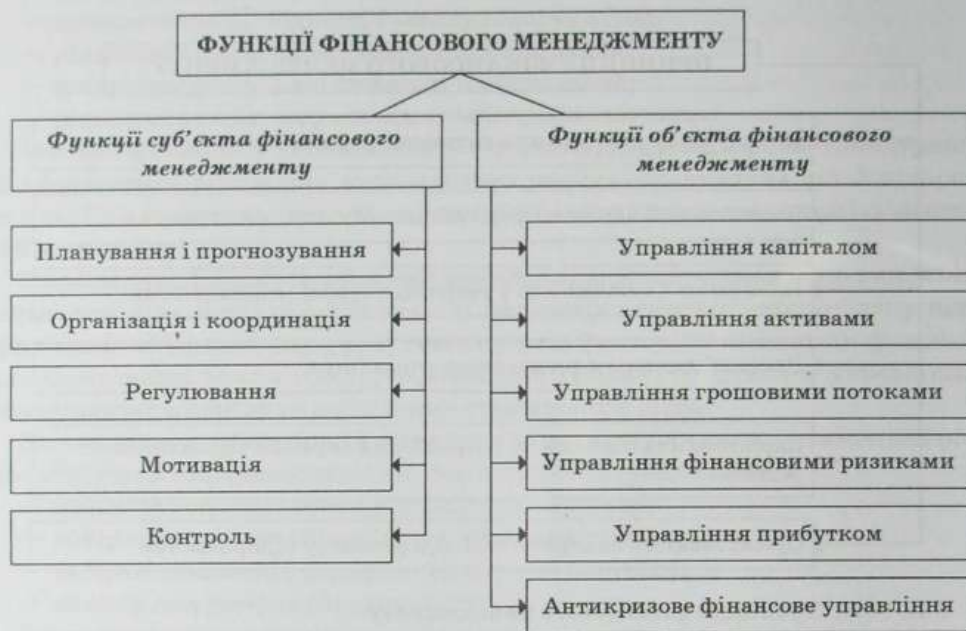 ФУНКЦІЇ ФІНАНСОВОГО МЕНЕДЖМЕНТУ
Функції суб’єкта фінансового
менеджменту
Планування і прогнозування
Організація і координація
Регулювання
Мотивація
Контроль
Функції об’єкта фінансового
менеджменту
Управління капіталом
Управління активами
Управління грошовими потоками
Управління фінансовими ризиками
Управління прибутком
Антикризове фінансове управління